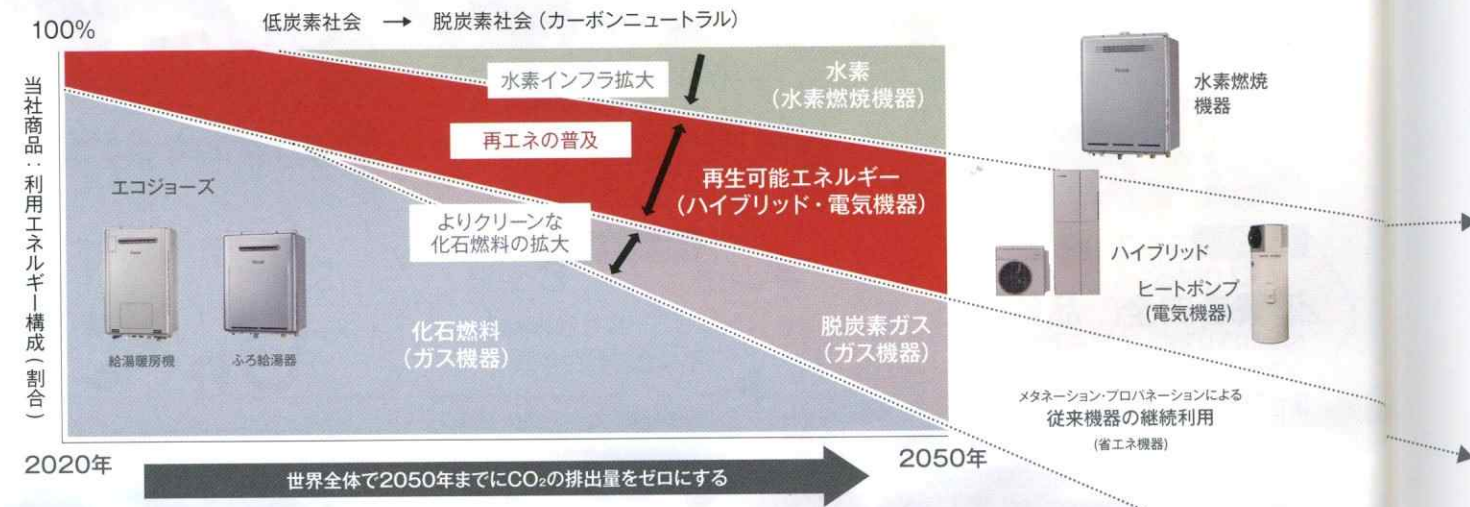 低炭素社会 → 脱炭素社会(カーボンニュートラル)
100%
当社商品:利用エネルギー構成(割合)
水素インフラ拡大
水素
(水素燃焼機器)
水素燃焼
機器
再エネの普及
再生可能エネルギー
(ハイブリッド・電気機器)
エコジョーズ
よりクリーンな
化石燃料の拡大
ハイブリッド
ヒートポンプ
(電気機器)
化石燃料
(ガス機器)
脱炭素ガス
(ガス機器)
給湯暖房機
ふろ給湯器
メタネーション・プロパネーションによる
従来機器の継続利用
(省エネ機器)
2020年
2050年
世界全体で2050年までにCO₂の排出量をゼロにする